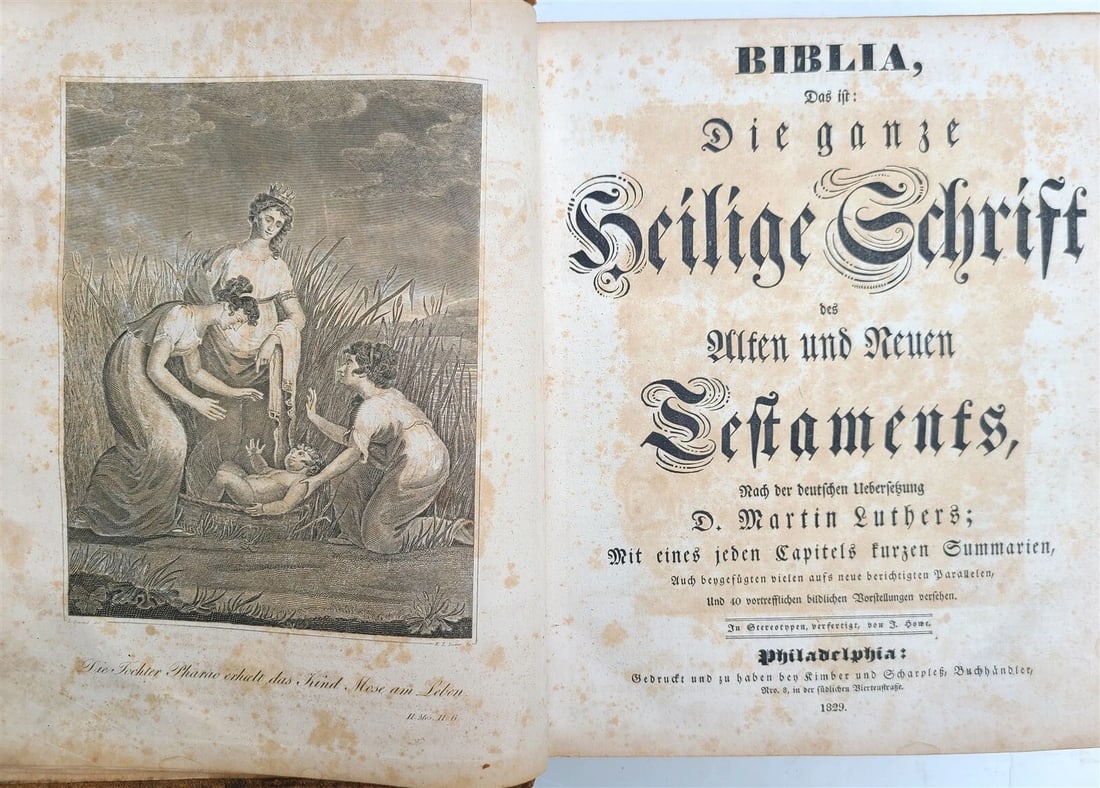 Die Tochter Pharao erhælt das Kind Mose am Leben.
II. Mos. II. 6.
BIBLIA,
Das ist:
Die ganze
Heilige Schrift
des
Alten und Neuen
Testaments,
Nach der deutschen Uebersetzung
D. Martin Luthers;
Mit eines jeden Capitels kurzen Summarien,
Auch beygefügten vielen aufs neue berichtigten Parallelen,
Und 40 vortrefflichen bildlichen Vorstellungen versehen.
In Stereotypen, verfertigt, von J. Howe.
Philadelphia:
Gedruckt und zu haben bey Kimber und Scharpleß, Buchhändler,
Nro. 8, in der südlichen Viertenstraße.
1829.